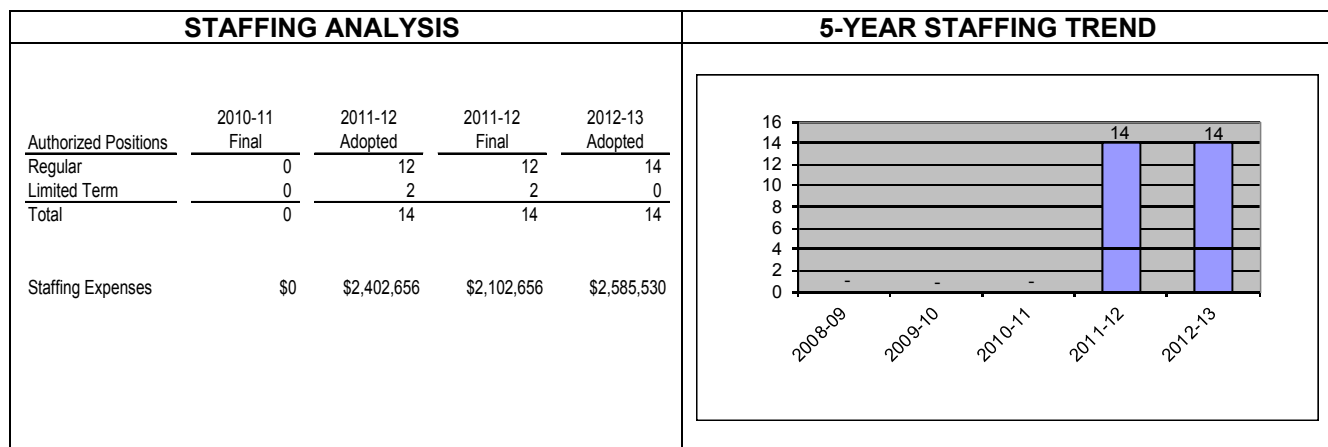 STAFFING ANALYSIS
2010-11 2011-12 2011-12 2012-13
Authorized Positions Final Adopted Final Adopted
Regular 0 12 12 14
Limited Term 0 2 2 0
Total 0 14 14 14
Staffing Expenses $0 $2,402,656 $2,102,656 $2,585,530
5-YEAR STAFFING TREND
16
14
12
10
8
6
4
2
0
- - - 14 14
2008-09 2009-10 2010-11 2011-12 2012-13